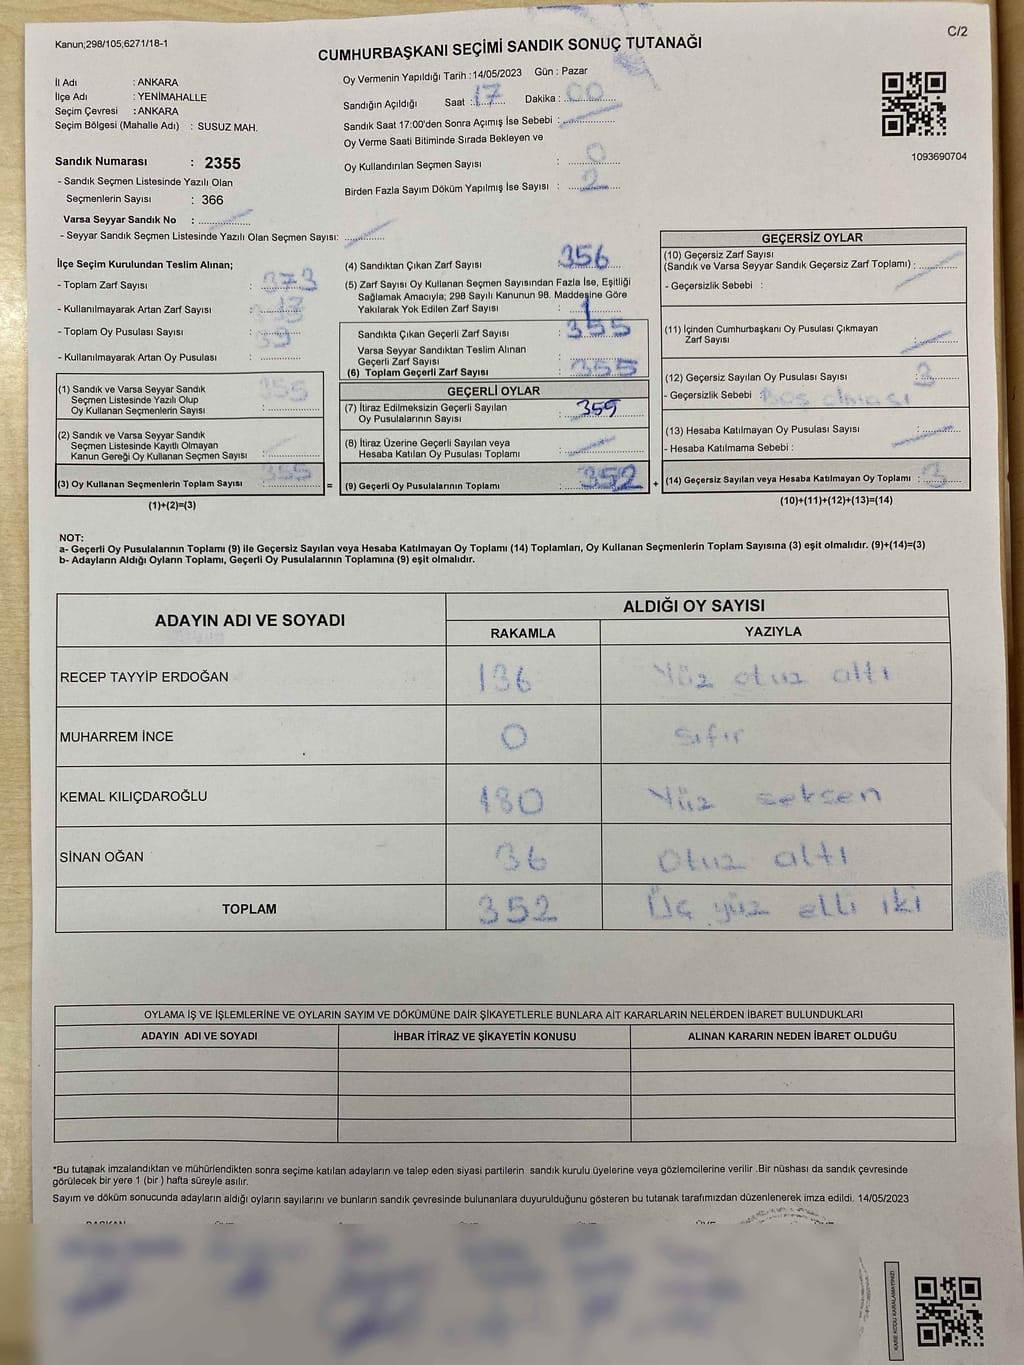 Kanun;298/105;6271/18-1
C/2
CUMHURBAŞKANI SEÇİMİ SANDIK SONUÇ TUTANAĞI
İl Adı : ANKARA
İlçe Adı : YENİMAHALLE
Seçim Çevresi : ANKARA
Seçim Bölgesi (Mahalle Adı) : SUSUZ MAH.
Sandık Numarası : 2355
- Sandık Seçmen Listesinde Yazılı Olan
Seçmenlerin Sayısı : 366
Varsa Seyyar Sandık No :
- Seyyar Sandık Seçmen Listesinde Yazılı Olan Seçmen Sayısı:
Oy Vermenin Yapıldığı Tarih :14/05/2023 Gün : Pazar
Sandığın Açıldığı Saat : 17 Dakika : 00
Sandık Saat 17:00'den Sonra Açımış İse Sebebi :
Oy Verme Saati Bitiminde Sırada Bekleyen ve
Oy Kullandırılan Seçmen Sayısı : 0
Birden Fazla Sayım Döküm Yapılmış İse Sayısı : 2
1093690704
İlçe Seçim Kurulundan Teslim Alınan;
- Toplam Zarf Sayısı : 373
- Kullanılmayarak Artan Zarf Sayısı :
- Toplam Oy Pusulası Sayısı :
- Kullanılmayarak Artan Oy Pusulası :
(1) Sandık ve Varsa Seyyar Sandık
Seçmen Listesinde Yazılı Olup
Oy Kullanan Seçmenlerin Sayısı : 355
(2) Sandık ve Varsa Seyyar Sandık
Seçmen Listesinde Kayıtlı Olmayan
Kanun Gereği Oy Kullanan Seçmen Sayısı :
(3) Oy Kullanan Seçmenlerin Toplam Sayısı : 355
(1)+(2)=(3)
=
(4) Sandıktan Çıkan Zarf Sayısı : 356
(5) Zarf Sayısı Oy Kullanan Seçmen Sayısından Fazla İse, Eşitliği
Sağlamak Amacıyla; 298 Sayılı Kanunun 98. Maddesine Göre
Yakılarak Yok Edilen Zarf Sayısı : 1
Sandıkta Çıkan Geçerli Zarf Sayısı : 355
Varsa Seyyar Sandıktan Teslim Alınan
Geçerli Zarf Sayısı
(6) Toplam Geçerli Zarf Sayısı : 355
GEÇERLİ OYLAR
(7) İtiraz Edilmeksizin Geçerli Sayılan
Oy Pusulalarının Sayısı :
(8) İtiraz Üzerine Geçerli Sayılan veya
Hesaba Katılan Oy Pusulası Toplamı :
(9) Geçerli Oy Pusulalarının Toplamı : 352
+
GEÇERSİZ OYLAR
(10) Geçersiz Zarf Sayısı
(Sandık ve Varsa Seyyar Sandık Geçersiz Zarf Toplamı) :
- Geçersizlik Sebebi :
(11) İçinden Cumhurbaşkanı Oy Pusulası Çıkmayan
Zarf Sayısı :
(12) Geçersiz Sayılan Oy Pusulası Sayısı : 3
- Geçersizlik Sebebi : Boş olması
(13) Hesaba Katılmayan Oy Pusulası Sayısı :
- Hesaba Katılmama Sebebi :
(14) Geçersiz Sayılan veya Hesaba Katılmayan Oy Toplamı : 3
(10)+(11)+(12)+(13)=(14)
NOT:
a- Geçerli Oy Pusulalarının Toplamı (9) ile Geçersiz Sayılan veya Hesaba Katılmayan Oy Toplamı (14) Toplamları, Oy Kullanan Seçmenlerin Toplam Sayısına (3) eşit olmalıdır. (9)+(14)=(3)
b- Adayların Aldığı Oyların Toplamı, Geçerli Oy Pusulalarının Toplamına (9) eşit olmalıdır.
ADAYIN ADI VE SOYADI
ALDIĞI OY SAYISI
RAKAMLA YAZIYLA
RECEP TAYYİP ERDOĞAN 136 Yüz otuz altı
MUHARREM İNCE 0 sıfır
KEMAL KILIÇDAROĞLU 180 Yüz seksen
SİNAN OĞAN 36 Otuz altı
TOPLAM 352 Üç yüz elli iki
OYLAMA İŞ VE İŞLEMLERİNE VE OYLARIN SAYIM VE DÖKÜMÜNE DAİR ŞİKAYETLERLE BUNLARA AİT KARARLARIN NELERDEN İBARET BULUNDUKLARI
ADAYIN ADI VE SOYADI İHBAR İTİRAZ VE ŞİKAYETİN KONUSU ALINAN KARARIN NEDEN İBARET OLDUĞU
*Bu tutanak imzalandıktan ve mühürlendikten sonra seçime katılan adayların ve talep eden siyasi partilerin sandık kurulu üyelerine veya gözlemcilerine verilir .Bir nüshası da sandık çevresinde
görülecek bir yere 1 (bir ) hafta süreyle asılır.
Sayım ve döküm sonucunda adayların aldığı oyların sayılarını ve bunların sandık çevresinde bulunanlara duyurulduğunu gösteren bu tutanak tarafımızdan düzenlenerek imza edildi. 14/05/2023
KARE KODU KARALAMAYINIZ!